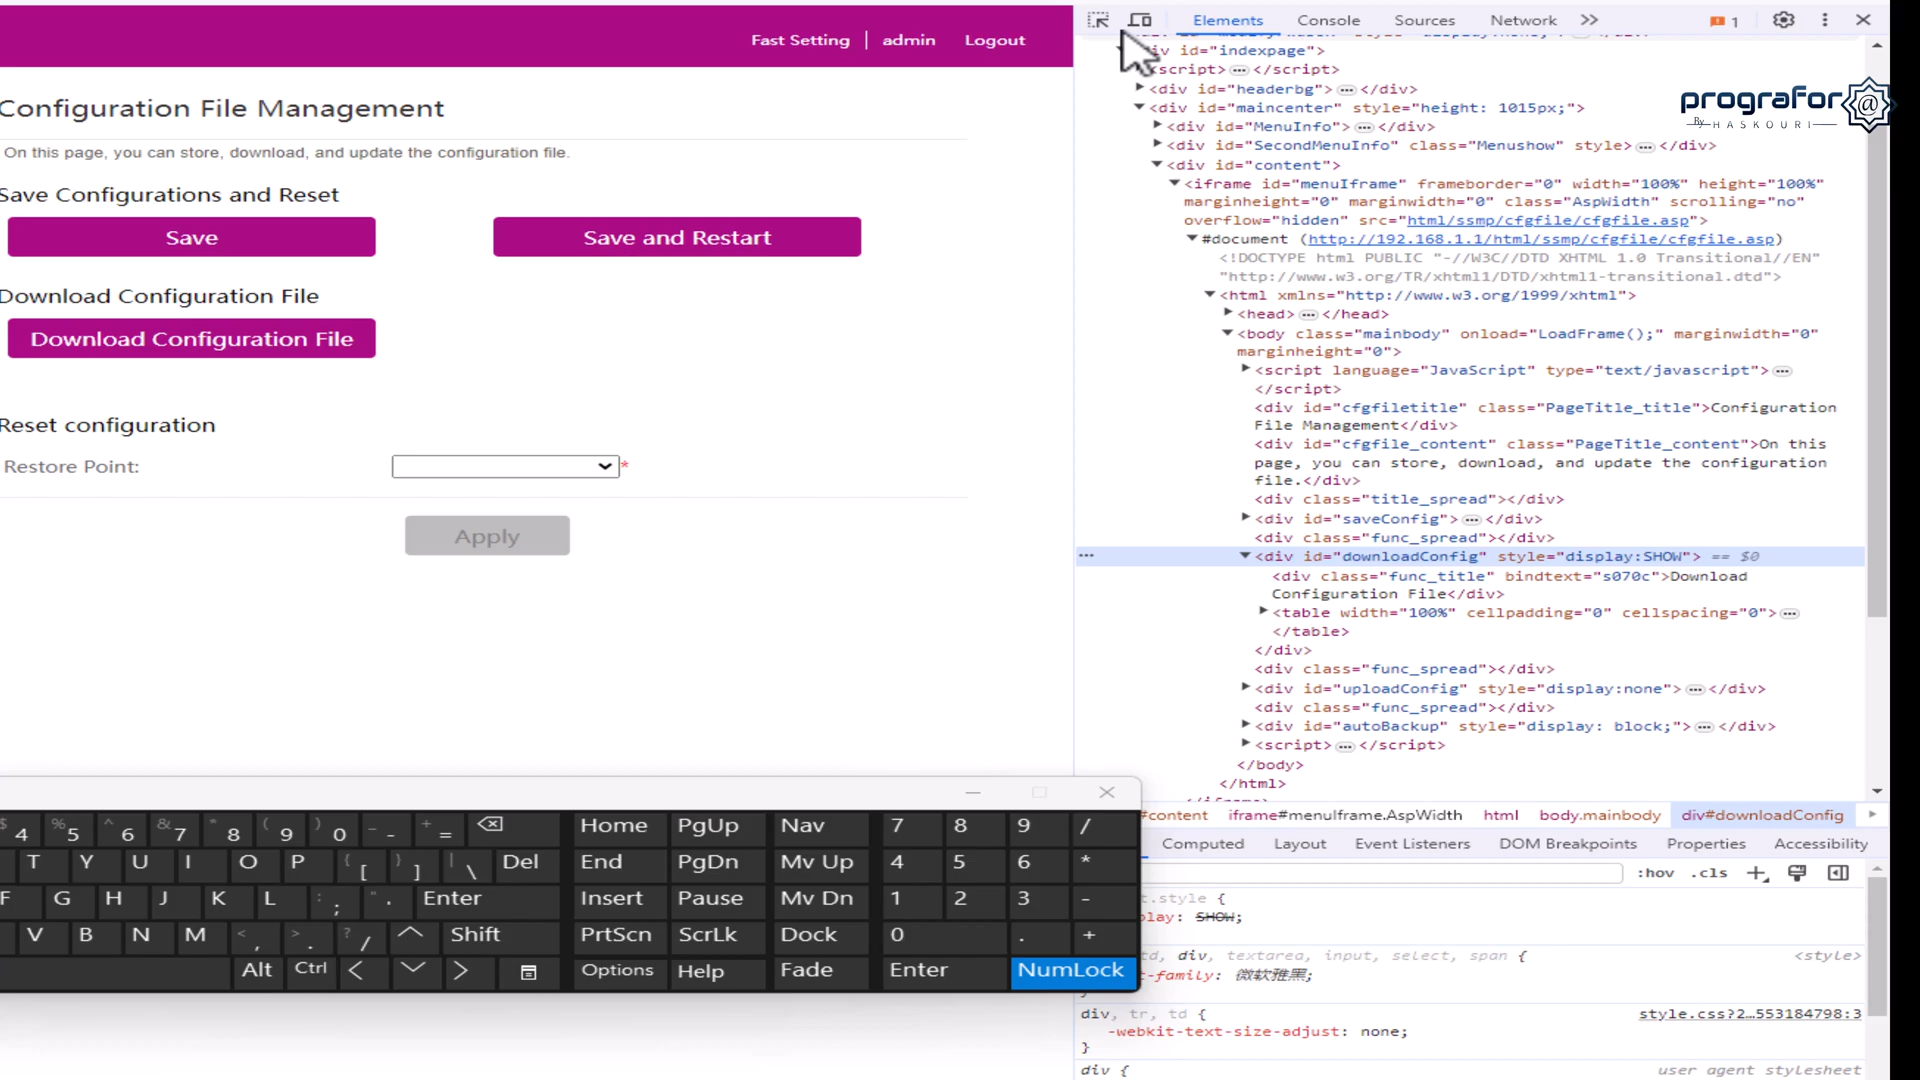 Fast Setting | admin Logout
Configuration File Management
On this page, you can store, download, and update the configuration file.
Save Configurations and Reset
Save
Save and Restart
Download Configuration File
Download Configuration File
Reset configuration
Restore Point:
*
Apply
Elements Console Sources Network 1
prografor@
By HASKOURI
iv id="indexpage">
script> </script>
<div id="headerbg"> </div>
<div id="maincenter" style="height: 1015px;">
<div id="MenuInfo"> </div>
<div id="SecondMenuInfo" class="Menushow" style> </div>
<div id="content">
<iframe id="menuIframe" frameborder="0" width="100%" height="100%"
marginheight="0" marginwidth="0" class="AspWidth" scrolling="no"
overflow="hidden" src="html/ssmp/cfgfile/cfgfile.asp">
#document (http://192.168.1.1/html/ssmp/cfgfile/cfgfile.asp)
<!DOCTYPE html PUBLIC "-//W3C//DTD XHTML 1.0 Transitional//EN"
"http://www.w3.org/TR/xhtml1/DTD/xhtml1-transitional.dtd">
<html xmlns="http://www.w3.org/1999/xhtml">
<head> </head>
<body class="mainbody" onload="LoadFrame();" marginwidth="0"
marginheight="0">
<script language="JavaScript" type="text/javascript">
</script>
<div id="cfgfiletitle" class="PageTitle_title">Configuration
File Management</div>
<div id="cfgfile_content" class="PageTitle_content">On this
page, you can store, download, and update the configuration
file.</div>
<div class="title_spread"></div>
<div id="saveConfig"> </div>
<div class="func_spread"></div>
<div id="downloadConfig" style="display:SHOW"> == $0
<div class="func_title" bindtext="s070c">Download
Configuration File</div>
<table width="100%" cellpadding="0" cellspacing="0">
</table>
</div>
<div class="func_spread"></div>
<div id="uploadConfig" style="display:none"> </div>
<div class="func_spread"></div>
<div id="autoBackup" style="display: block;"> </div>
<script> </script>
</body>
</html>
#content iframe#menuIframe.AspWidth html body.mainbody div#downloadConfig
Computed Layout Event Listeners DOM Breakpoints Properties Accessibility
:hov .cls
t.style {
play: SHOW;
td, div, textarea, input, select, span { <style>
t-family: 微软雅黑;
}
div, tr, td { style.css?2…553184798:3
-webkit-text-size-adjust: none;
}
div { user agent stylesheet
$ 4 % 5 ^ 6 & 7 * 8 ( 9 ) 0 _ - + = Home PgUp Nav 7 8 9 /
T Y U I O P { [ } ] | \ Del End PgDn Mv Up 4 5 6 *
F G H J K L : ; " ' Enter Insert Pause Mv Dn 1 2 3 -
V B N M < , > . ? / Shift PrtScn ScrLk Dock 0 . +
Alt Ctrl Options Help Fade Enter NumLock